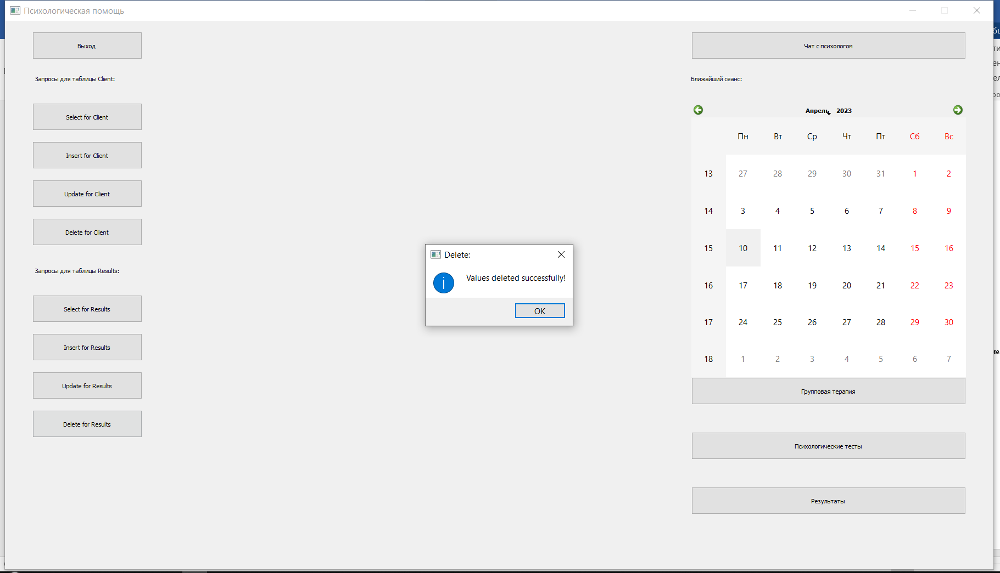 Психологическая помощь
Выход
Запросы для таблицы Client:
Select for Client
Insert for Client
Update for Client
Delete for Client
Запросы для таблицы Results:
Select for Results
Insert for Results
Update for Results
Delete for Results
Delete:
Values deleted successfully!
OK
Чат с психологом
Ближайший сеанс:
Апрель 2023
Пн Вт Ср Чт Пт Сб Вс
13 27 28 29 30 31 1 2
14 3 4 5 6 7 8 9
15 10 11 12 13 14 15 16
16 17 18 19 20 21 22 23
17 24 25 26 27 28 29 30
18 1 2 3 4 5 6 7
Групповая терапия
Психологические тесты
Результаты